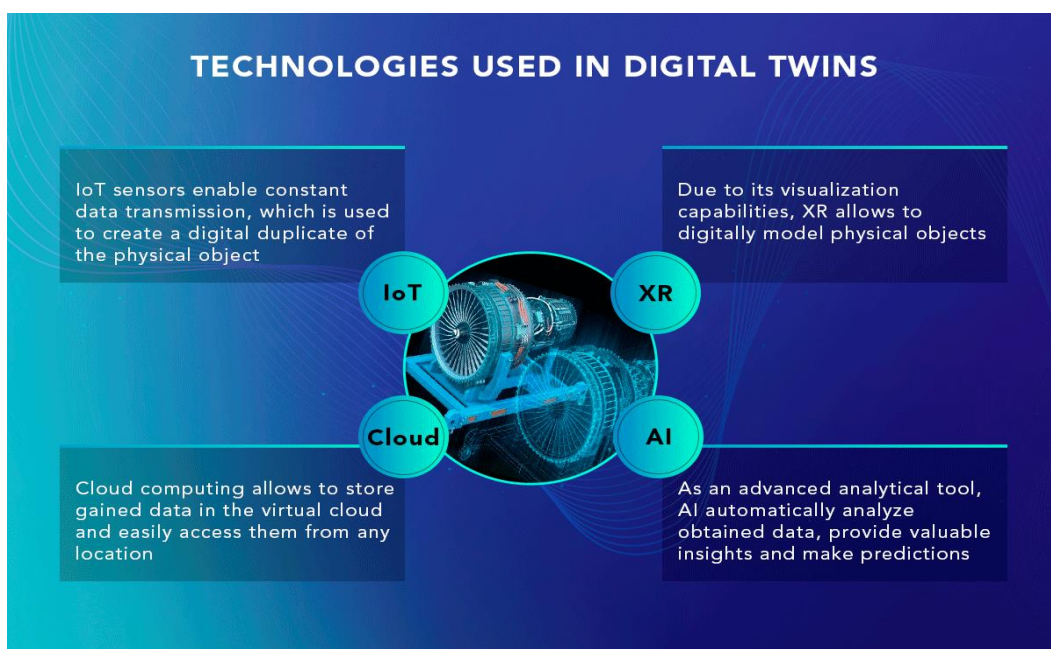 TECHNOLOGIES USED IN DIGITAL TWINS
IoT sensors enable constant
data transmission, which is used
to create a digital duplicate of
the physical object
IoT
Due to its visualization
capabilities, XR allows to
digitally model physical objects
XR
Cloud
Cloud computing allows to store
gained data in the virtual cloud
and easily access them from any
location
AI
As an advanced analytical tool,
AI automatically analyze
obtained data, provide valuable
insights and make predictions